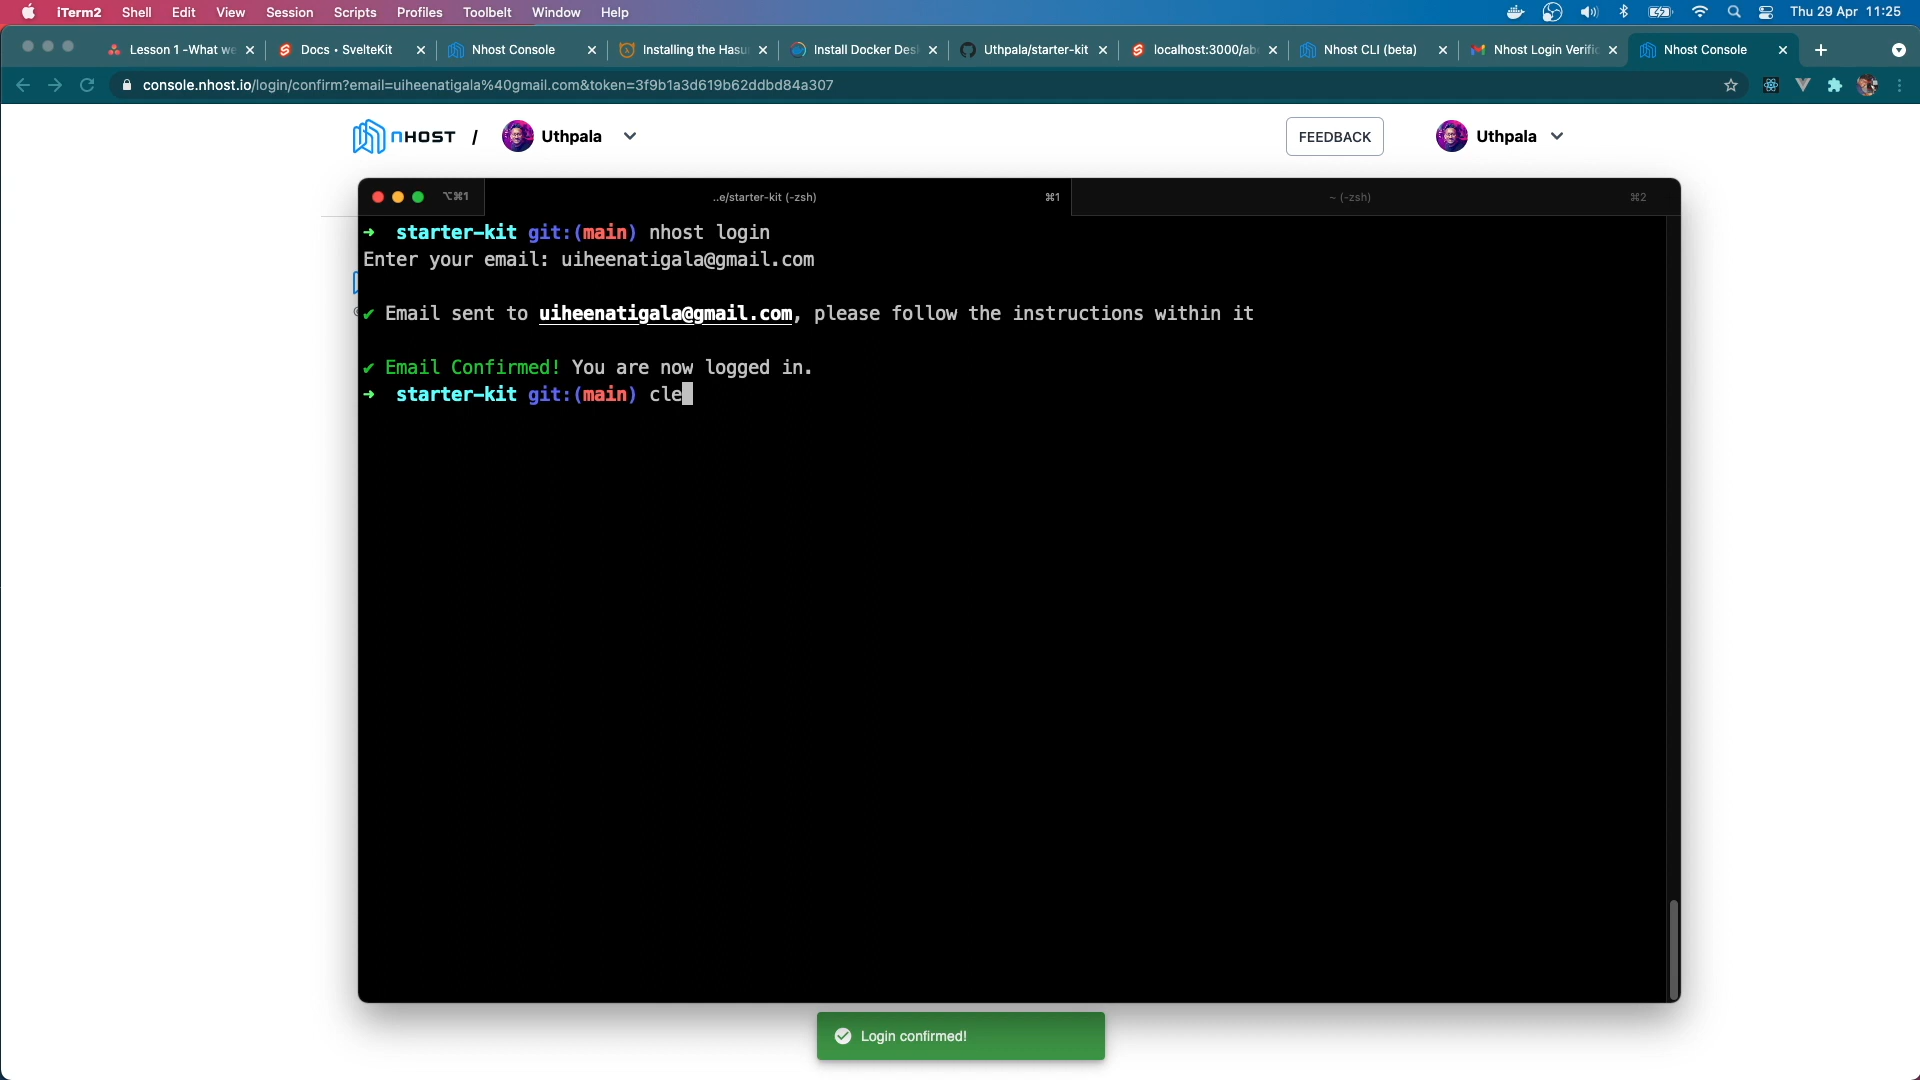 iTerm2 Shell Edit View Session Scripts Profiles Toolbelt Window Help Thu 29 Apr 11:25
Lesson 1 -What we Docs • SvelteKit Nhost Console Installing the Hasu Install Docker Des Uthpala/starter-kit localhost:3000/ab Nhost CLI (beta) Nhost Login Verific Nhost Console
console.nhost.io/login/confirm?email=uiheenatigala%40gmail.com&token=3f9b1a3d619b62ddbd84a307
nHOST / Uthpala FEEDBACK Uthpala
⌥⌘1 ..e/starter-kit (-zsh) ⌘1 ~ (-zsh) ⌘2
➜ starter-kit git:(main) nhost login
Enter your email: uiheenatigala@gmail.com
✔ Email sent to uiheenatigala@gmail.com, please follow the instructions within it
✔ Email Confirmed! You are now logged in.
➜ starter-kit git:(main) cle
Login confirmed!